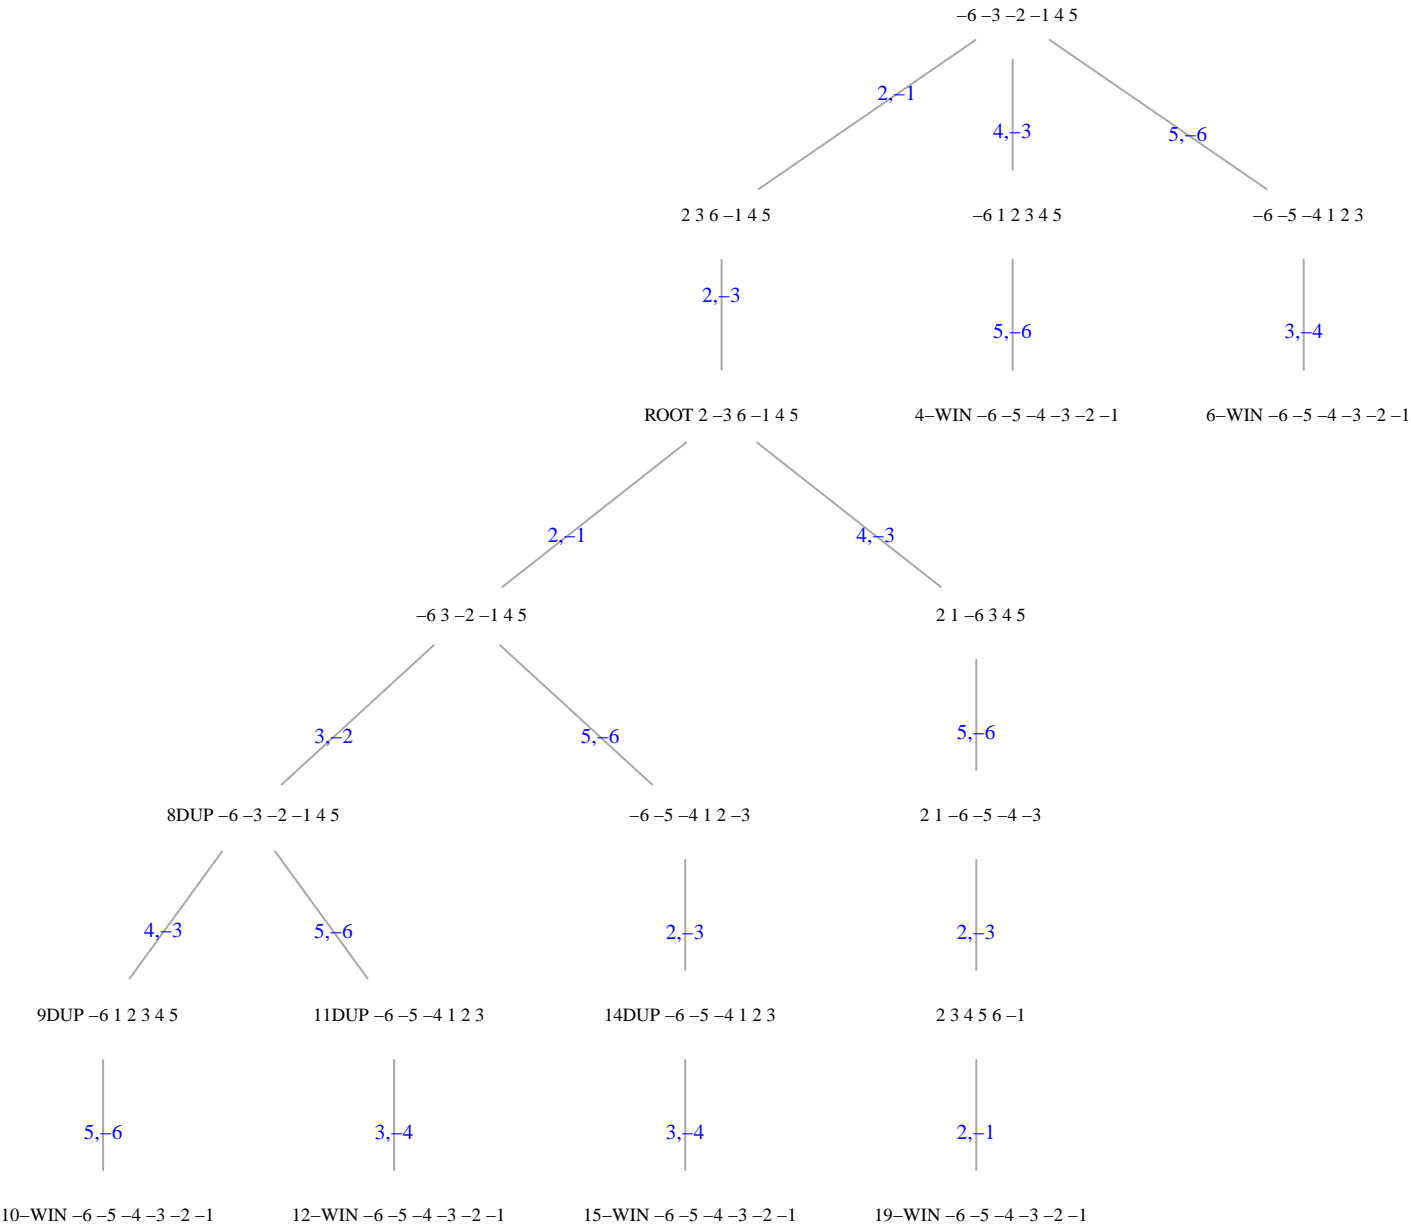 –6 –3 –2 –1 4 5
2,–1
4,–3
5,–6
2 3 6 –1 4 5
–6 1 2 3 4 5
–6 –5 –4 1 2 3
2,–3
5,–6
3,–4
ROOT 2 –3 6 –1 4 5
4–WIN –6 –5 –4 –3 –2 –1
6–WIN –6 –5 –4 –3 –2 –1
2,–1
4,–3
–6 3 –2 –1 4 5
2 1 –6 3 4 5
3,–2
5,–6
5,–6
8DUP –6 –3 –2 –1 4 5
–6 –5 –4 1 2 –3
2 1 –6 –5 –4 –3
4,–3
5,–6
2,–3
2,–3
9DUP –6 1 2 3 4 5
11DUP –6 –5 –4 1 2 3
14DUP –6 –5 –4 1 2 3
2 3 4 5 6 –1
5,–6
3,–4
3,–4
2,–1
10–WIN –6 –5 –4 –3 –2 –1
12–WIN –6 –5 –4 –3 –2 –1
15–WIN –6 –5 –4 –3 –2 –1
19–WIN –6 –5 –4 –3 –2 –1